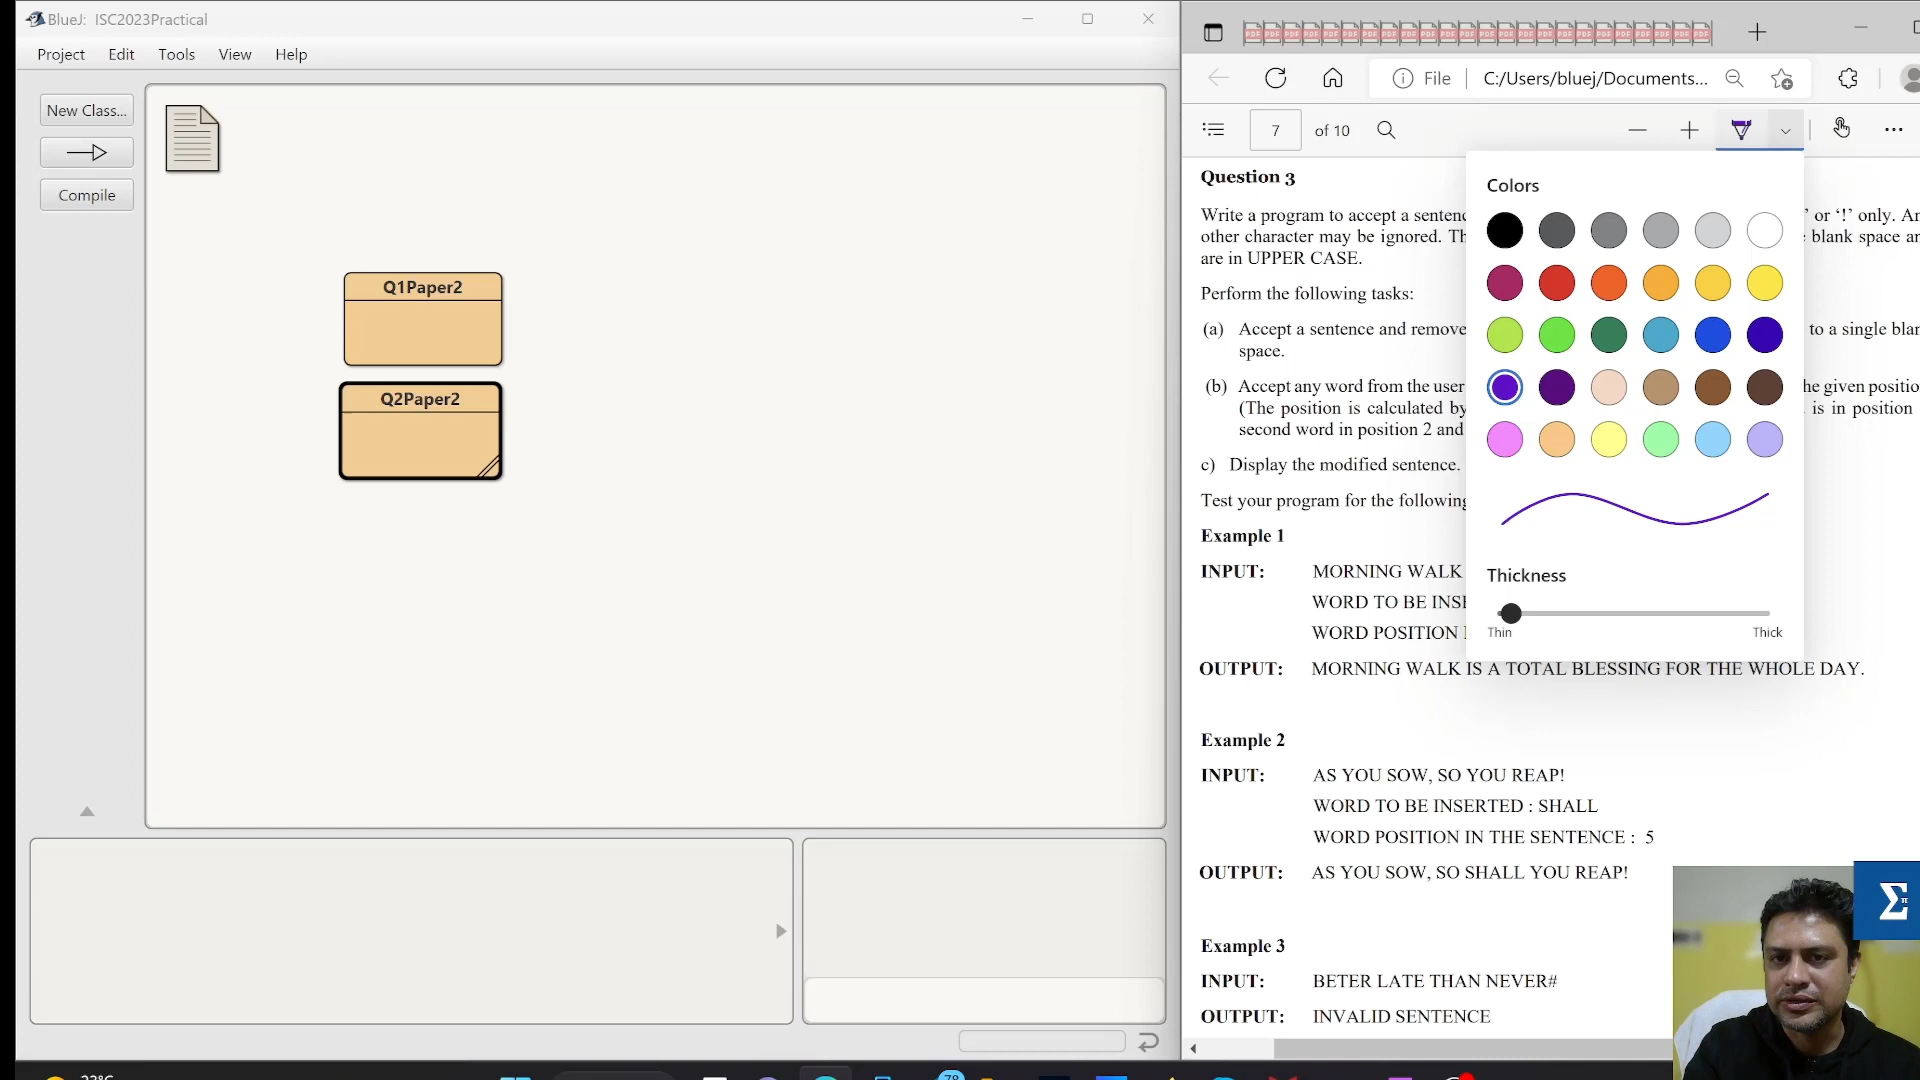 BlueJ: ISC2023Practical
Project Edit Tools View Help
New Class...
Compile
Q1Paper2
Q2Paper2
File C:/Users/bluej/Documents...
7 of 10
Question 3
Write a program to accept a sentenc ’ or ‘!’ only. An
other character may be ignored. Th blank space an
are in UPPER CASE.
Perform the following tasks:
(a) Accept a sentence and remove to a single blan
space.
(b) Accept any word from the user he given positio
(The position is calculated by is in position
second word in position 2 and
c) Display the modified sentence.
Test your program for the following
Example 1
INPUT: MORNING WALK
WORD TO BE INSE
WORD POSITION I
OUTPUT: MORNING WALK IS A TOTAL BLESSING FOR THE WHOLE DAY.
Example 2
INPUT: AS YOU SOW, SO YOU REAP!
WORD TO BE INSERTED : SHALL
WORD POSITION IN THE SENTENCE : 5
OUTPUT: AS YOU SOW, SO SHALL YOU REAP!
Example 3
INPUT: BETER LATE THAN NEVER#
OUTPUT: INVALID SENTENCE
Colors
Thickness
Thin Thick
23°C
78
Σ